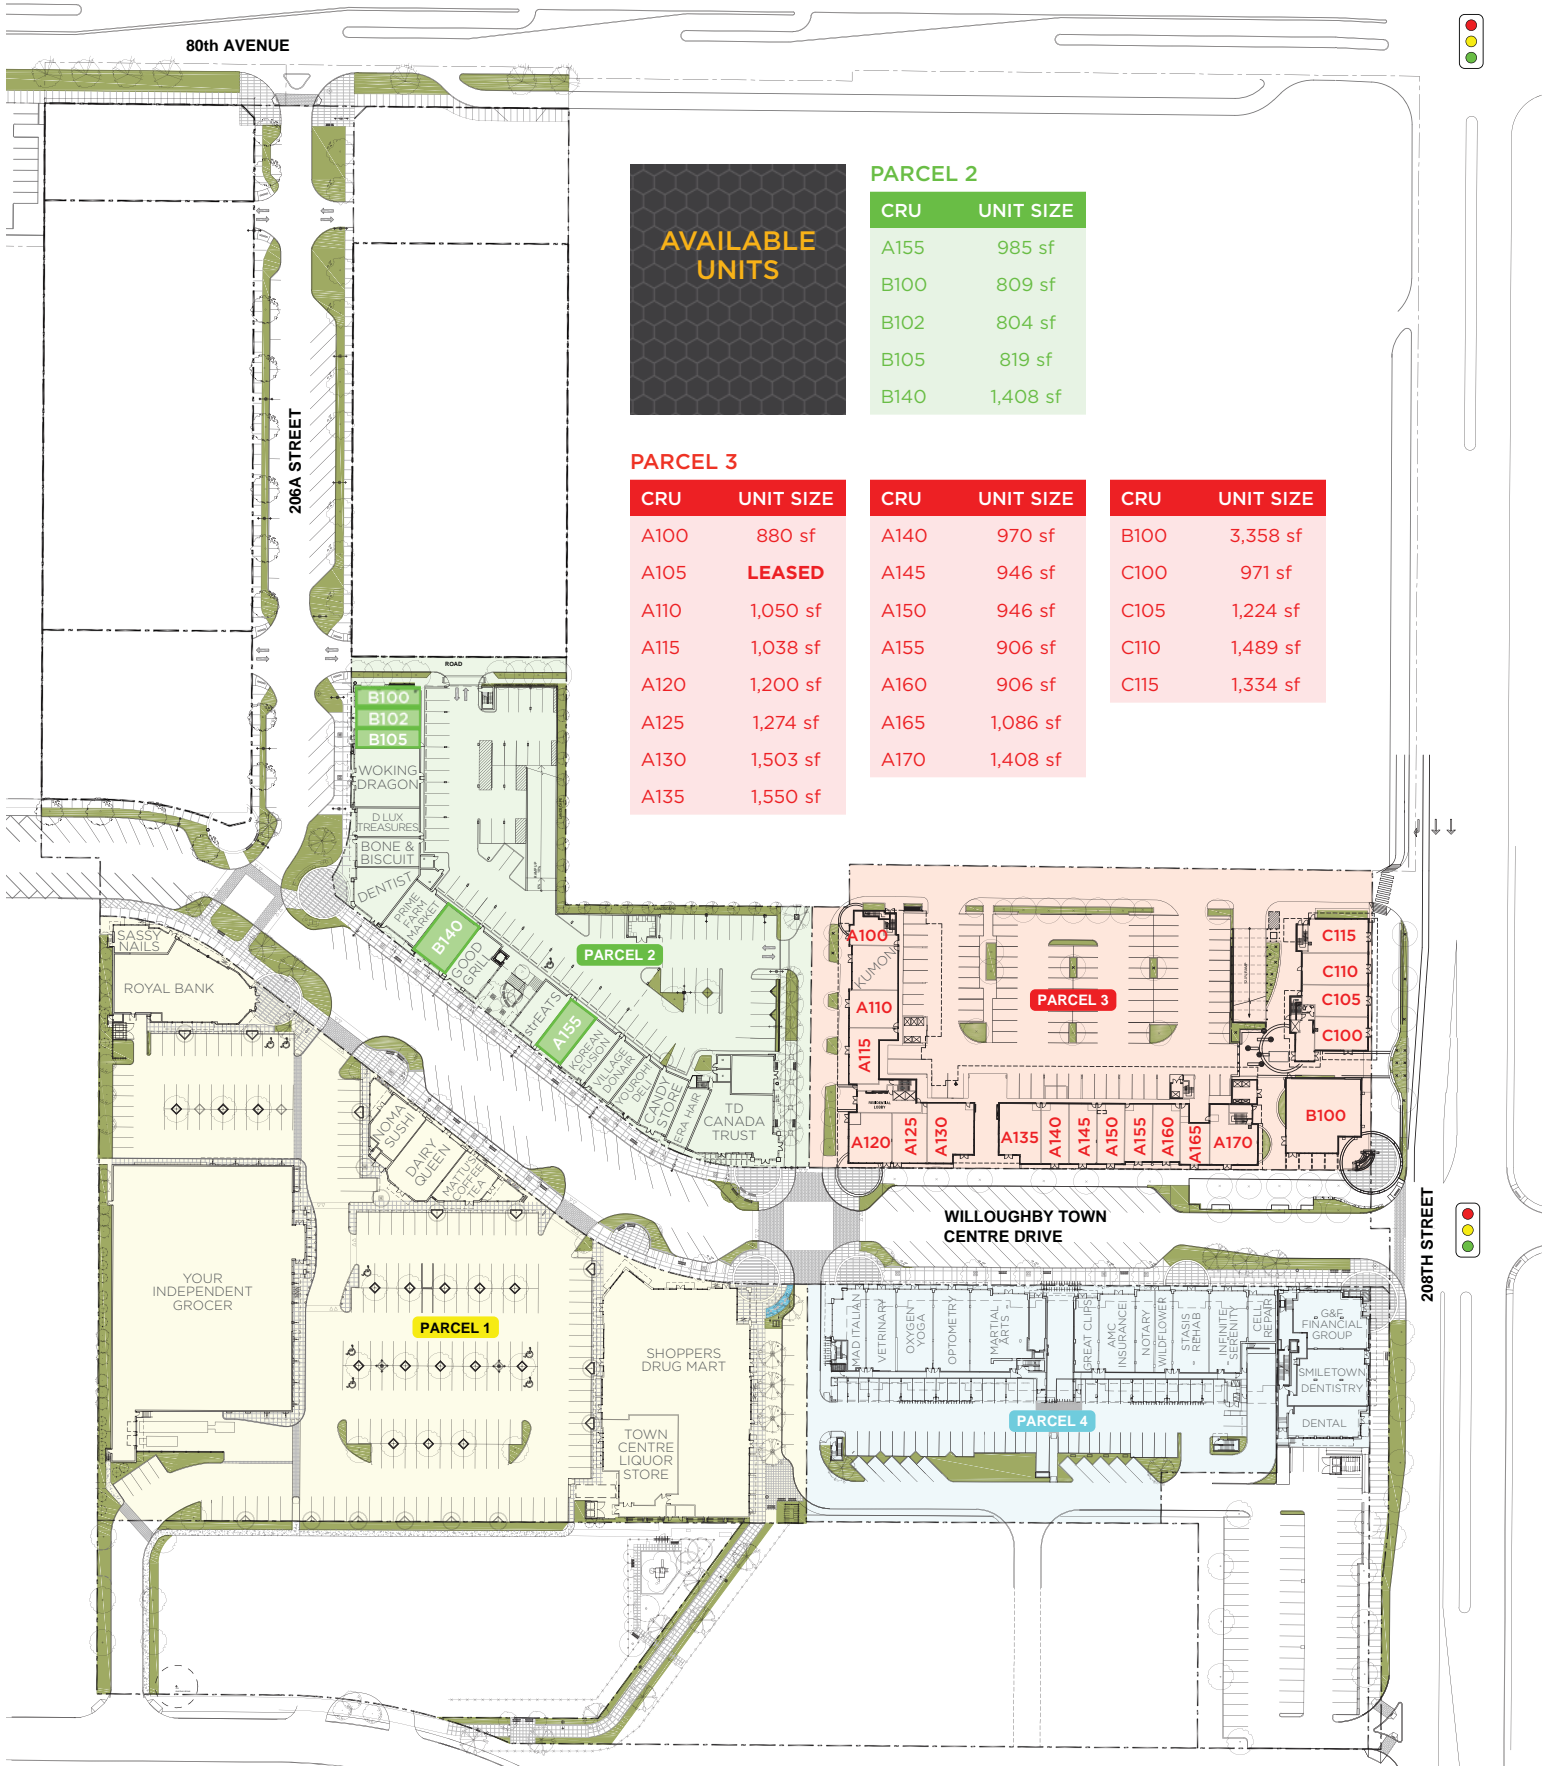 80th AVENUE
206A STREET
AVAILABLE
UNITS
PARCEL 2
CRU UNIT SIZE
A155 985 sf
B100 809 sf
B102 804 sf
B105 819 sf
B140 1,408 sf
PARCEL 3
CRU UNIT SIZE
A100 880 sf
A105 LEASED
A110 1,050 sf
A115 1,038 sf
A120 1,200 sf
A125 1,274 sf
A130 1,503 sf
A135 1,550 sf
CRU UNIT SIZE
A140 970 sf
A145 946 sf
A150 946 sf
A155 906 sf
A160 906 sf
A165 1,086 sf
A170 1,408 sf
CRU UNIT SIZE
B100 3,358 sf
C100 971 sf
C105 1,224 sf
C110 1,489 sf
C115 1,334 sf
ROAD
B100
B102
B105
WOKING
DRAGON
D LUX
TREASURES
BONE &
BISCUIT
DENTIST
PRIME
FARM
MARKET
B140
GOOD
GRILL
PARCEL 2
strEATS
A155
KOREAN
FUSION
VILLAGE
DONAIR
YOUROHI
CANDY
STORE
ERA HAIR
TD
CANADA
TRUST
A100
KUMON
A110
A115
RESIDENTIAL
LOBBY
A120
A125
A130
A135
A140
A145
A150
A155
A160
A165
A170
PARCEL 3
C115
C110
C105
C100
B100
SASSY
NAILS
ROYAL BANK
NOMA
SUSHI
DAIRY
QUEEN
COFFEE
TEA
YOUR
INDEPENDENT
GROCER
PARCEL 1
SHOPPERS
DRUG MART
TOWN
CENTRE
LIQUOR
STORE
WILLOUGHBY TOWN
CENTRE DRIVE
208TH STREET
MAD ITALIAN
VETRINARY
OXYGEN
YOGA
OPTOMETRY
MARTIAL
ARTS
GREAT CLIPS
AMC
INSURANCE
NOTARY
WILDFLOWER
STASIS
REHAB
INFINITE
SERENITY
CELL
REPAIR
G&F
FINANCIAL
GROUP
SMILETOWN
DENTISTRY
DENTAL
PARCEL 4